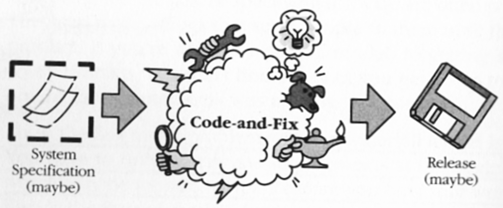 System
Specification
(maybe)
Code-and-Fix
Release
(maybe)